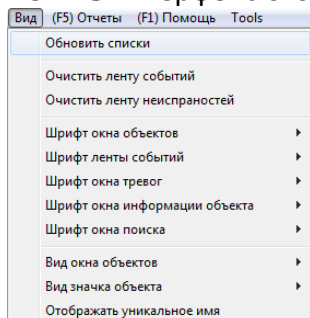 Вид (F5) Отчеты (F1) Помощь Tools
Обновить списки
Очистить ленту событий
Очистить ленту неиспраностей
Шрифт окна объектов
Шрифт ленты событий
Шрифт окна тревог
Шрифт окна информации объекта
Шрифт окна поиска
Вид окна объектов
Вид значка объекта
Отображать уникальное имя